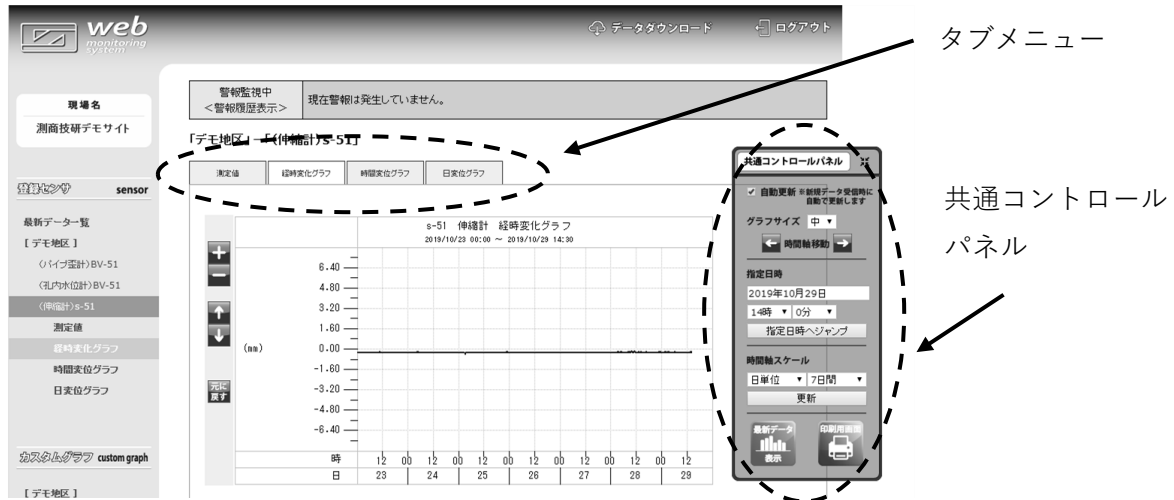 web
monitoring
system
データダウンロード
ログアウト
タブメニュー
現場名
測商技研デモサイト
警報監視中
<警報履歴表示>
現在警報は発生していません。
「デモ地区」-「(伸縮計)s-51」
測定値
経時変化グラフ
時間変位グラフ
日変位グラフ
登録センサ sensor
最新データ一覧
[ デモ地区 ]
(パイプ歪計)BV-51
(孔内水位計)BV-51
(伸縮計)s-51
測定値
経時変化グラフ
時間変位グラフ
日変位グラフ
カスタムグラフ custom graph
[ デモ地区 ]
s-51 伸縮計 経時変化グラフ
2019/10/23 00:00 ～ 2019/10/29 14:30
+
-
↑
↓
元に
戻す
6.40
4.80
3.20
1.60
(mm) 0.00
-1.60
-3.20
-4.80
-6.40
時 12 00 12 00 12 00 12 00 12 00 12 00 12
日 23 24 25 26 27 28 29
共通コントロールパネル
自動更新 ※新規データ受信時に
自動で更新します
グラフサイズ 中 ▼
← 時間軸移動 →
指定日時
2019年10月29日
14時 ▼ 0分 ▼
指定日時へジャンプ
時間軸スケール
日単位 ▼ 7日間 ▼
更新
最新データ
表示
印刷用画面
共通コントロール
パネル